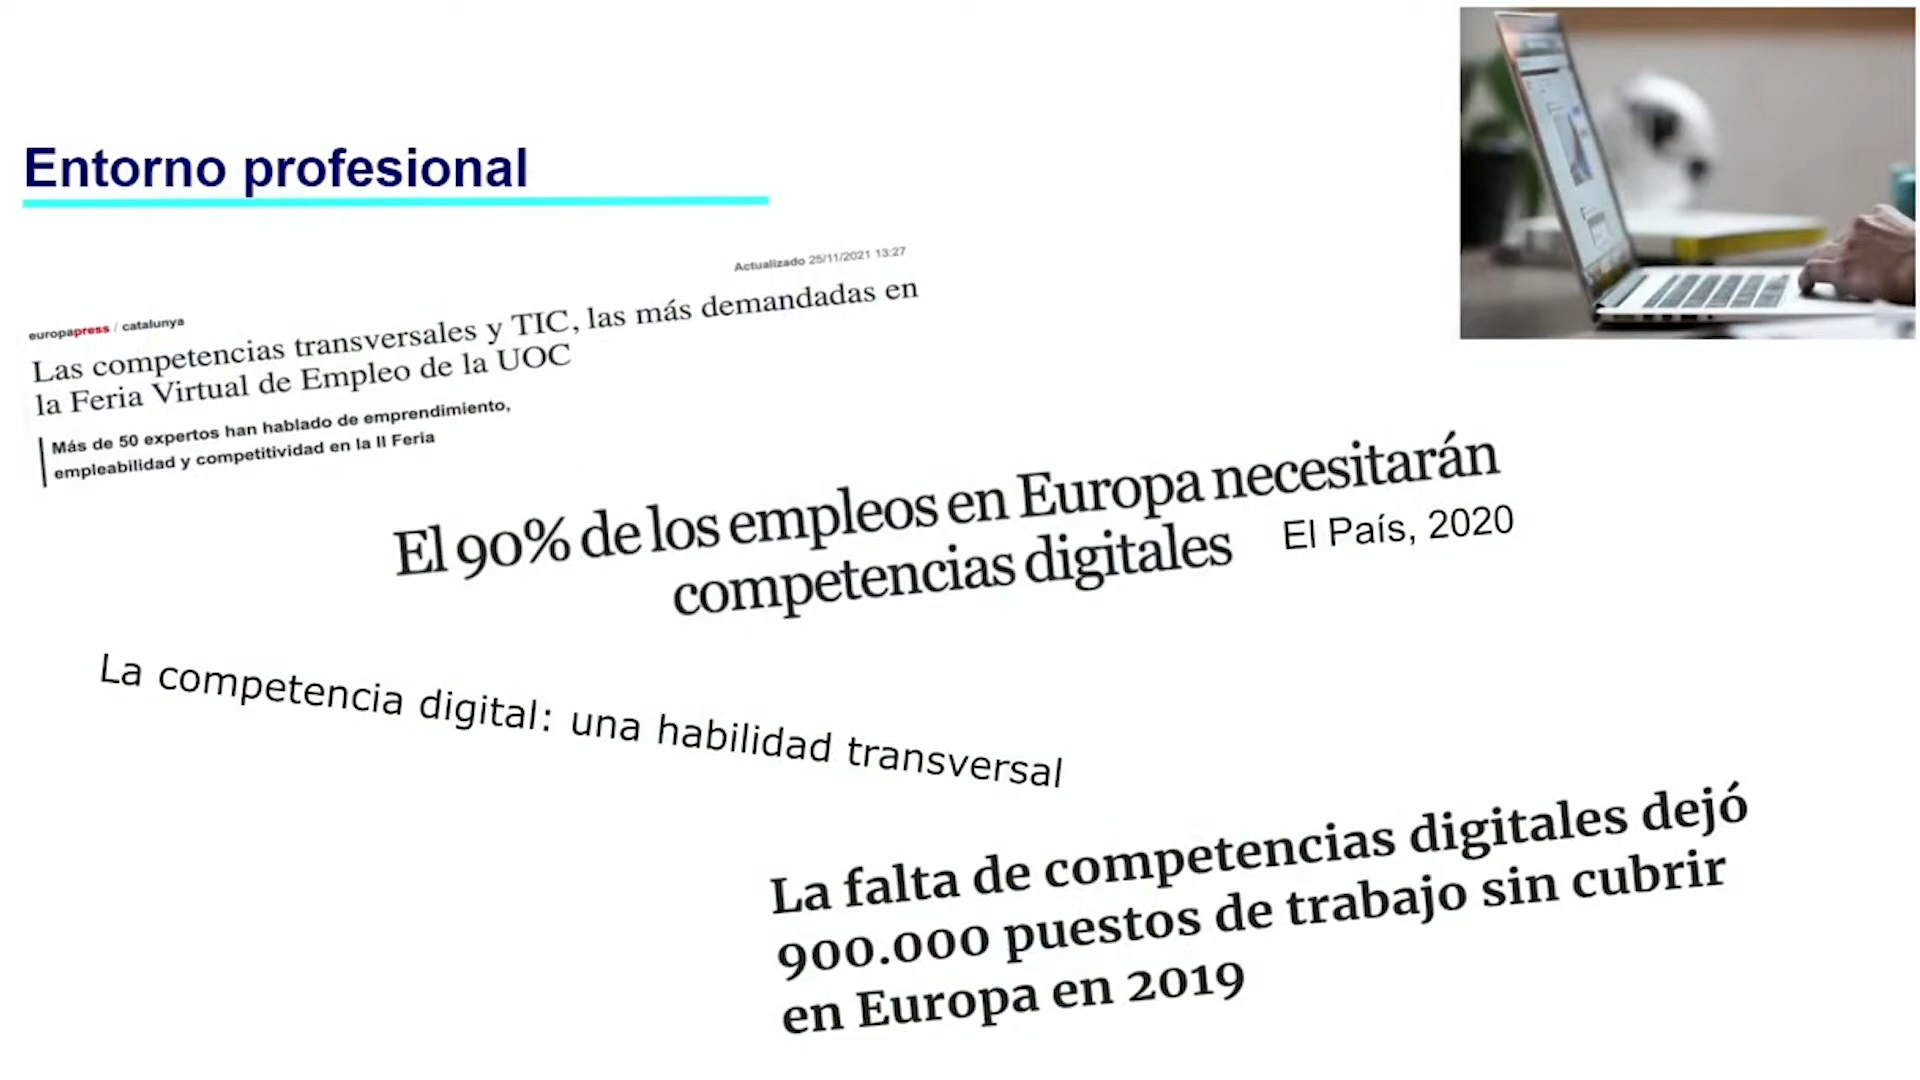 Entorno profesional
Actualizado 25/11/2021 13:27
europapress / catalunya
Las competencias transversales y TIC, las más demandadas en
la Feria Virtual de Empleo de la UOC
Más de 50 expertos han hablado de emprendimiento,
empleabilidad y competitividad en la II Feria
El 90% de los empleos en Europa necesitarán
competencias digitales
El País, 2020
La competencia digital: una habilidad transversal
La falta de competencias digitales dejó
900.000 puestos de trabajo sin cubrir
en Europa en 2019